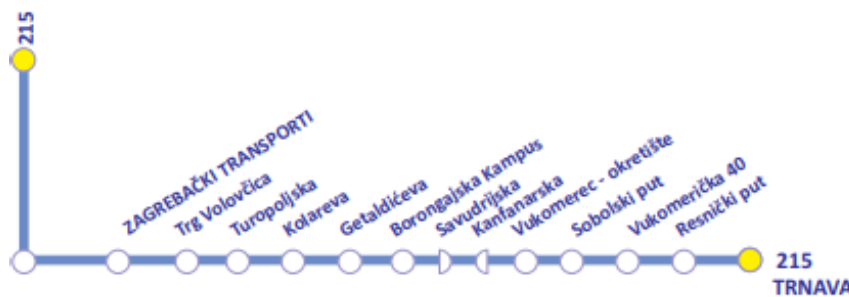 215
ZAGREBAČKI TRANSPORTI
Trg Volovčica
Turopoljska
Kolareva
Getaldićeva
Borongajska Kampus
Savudrijska
Kanfanarska
Vukomerec - okretište
Sobolski put
Vukomerička 40
Resnički put
215
TRNAVA